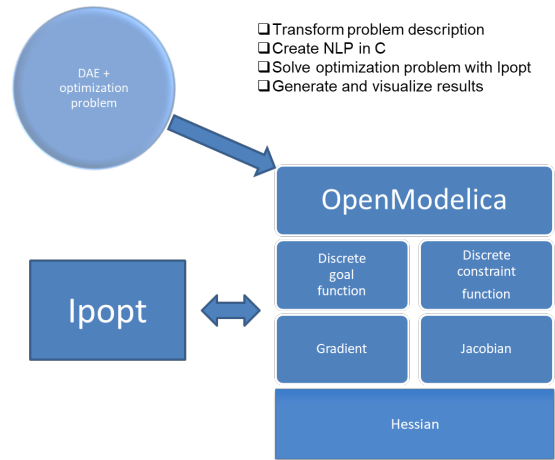 ❑Transform problem description
❑Create NLP in C
❑Solve optimization problem with Ipopt
❑Generate and visualize results
DAE +
optimization
problem
OpenModelica
Discrete
goal
function
Discrete
constraint
function
Ipopt
Gradient
Jacobian
Hessian